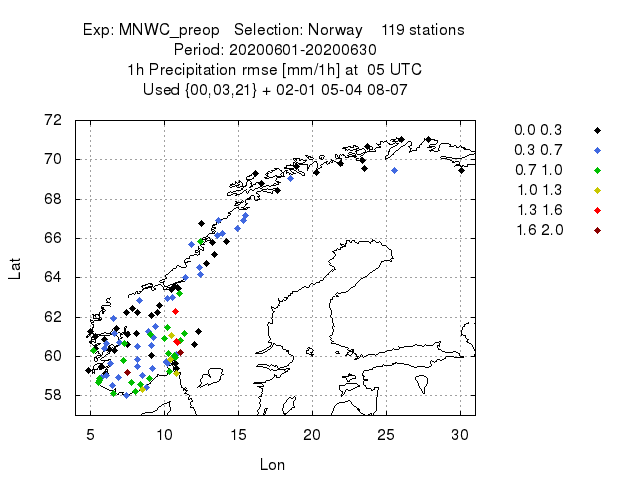 Exp: MNWC_preop   Selection: Norway    119 stations
Period: 20200601-20200630
1h Precipitation rmse [mm/1h] at  05 UTC
Used {00,03,21} + 02-01 05-04 08-07
72
70
68
66
64
62
60
58
Lat
5 10 15 20 25 30
Lon
0.0 0.3
0.3 0.7
0.7 1.0
1.0 1.3
1.3 1.6
1.6 2.0